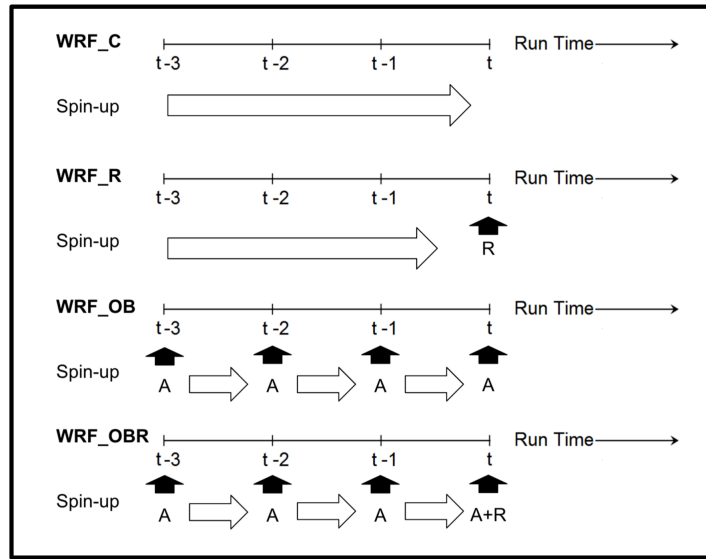 WRF_C Run Time
t-3 t-2 t-1 t
Spin-up
WRF_R Run Time
t-3 t-2 t-1 t
Spin-up R
WRF_OB Run Time
t-3 t-2 t-1 t
Spin-up A A A A
WRF_OBR Run Time
t-3 t-2 t-1 t
Spin-up A A A A+R